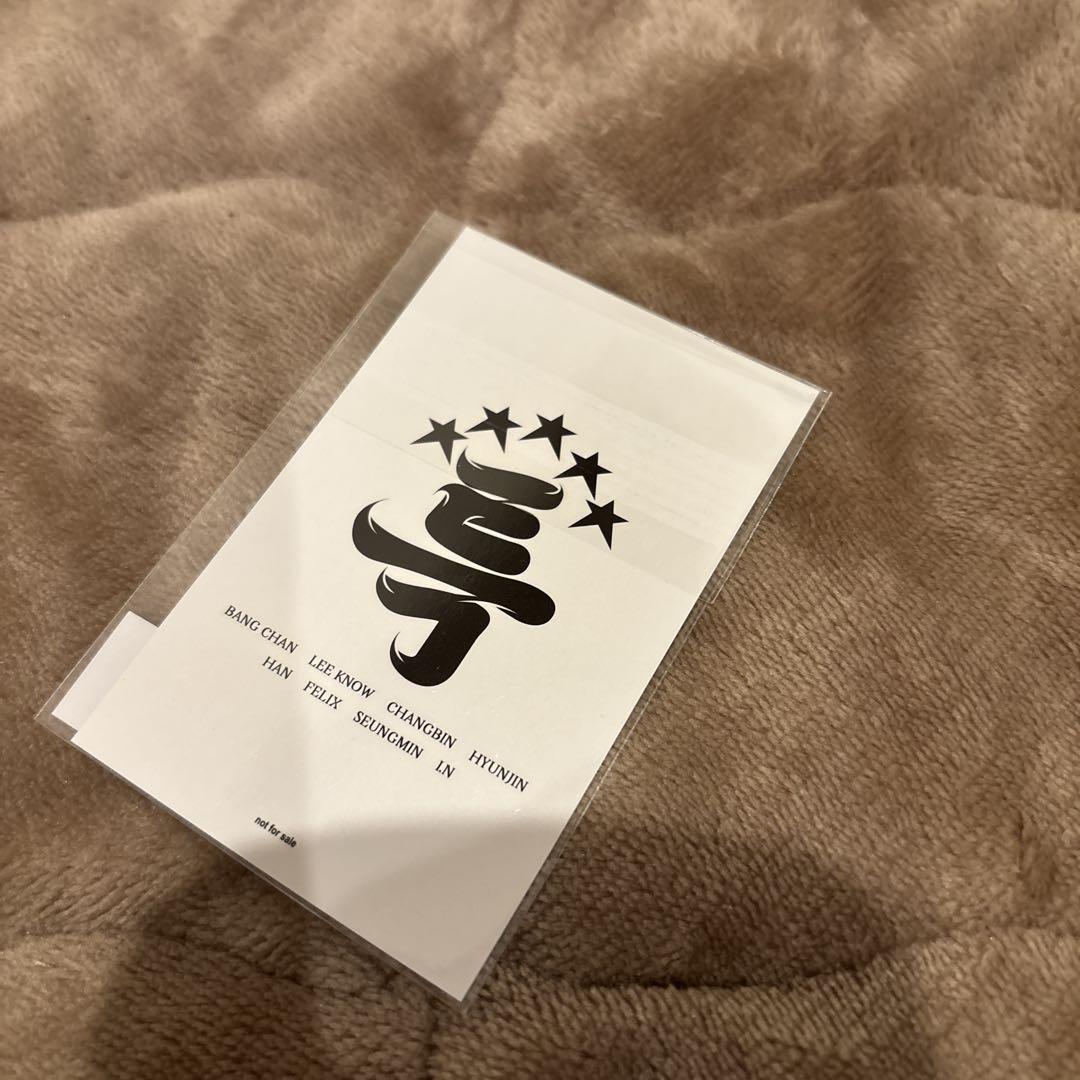 특
BANG CHAN LEE KNOW CHANGBIN HYUNJIN
HAN FELIX SEUNGMIN I.N
not for sale